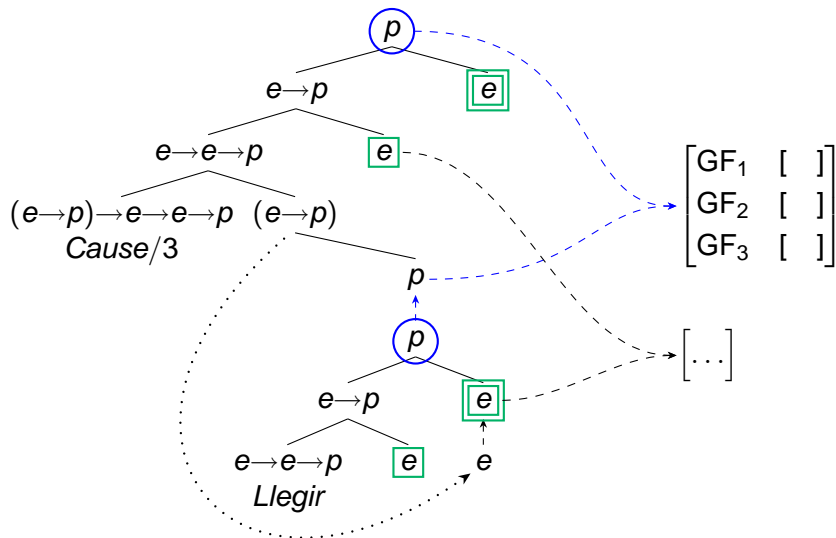 p
e→p e
e→e→p e
(e→p)→e→e→p (e→p)
Cause/3
[GF₁ [ ]
GF₂ [ ]
GF₃ [ ]]
p
p
[...]
e→p e
e→e→p e e
Llegir